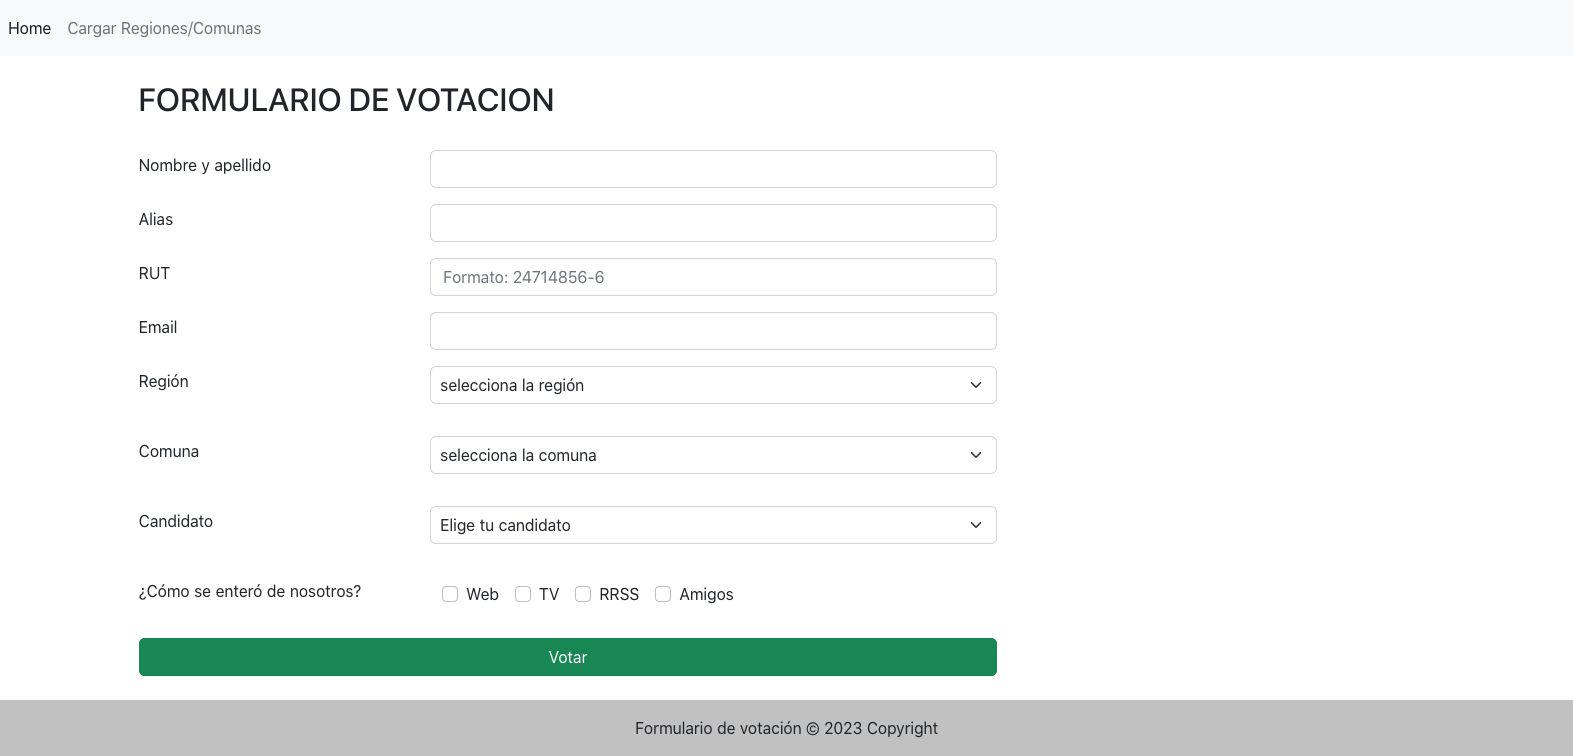 Home Cargar Regiones/Comunas
FORMULARIO DE VOTACION
Nombre y apellido
Alias
RUT Formato: 24714856-6
Email
Región selecciona la región
Comuna selecciona la comuna
Candidato Elige tu candidato
¿Cómo se enteró de nosotros? Web TV RRSS Amigos
Votar
Formulario de votación © 2023 Copyright